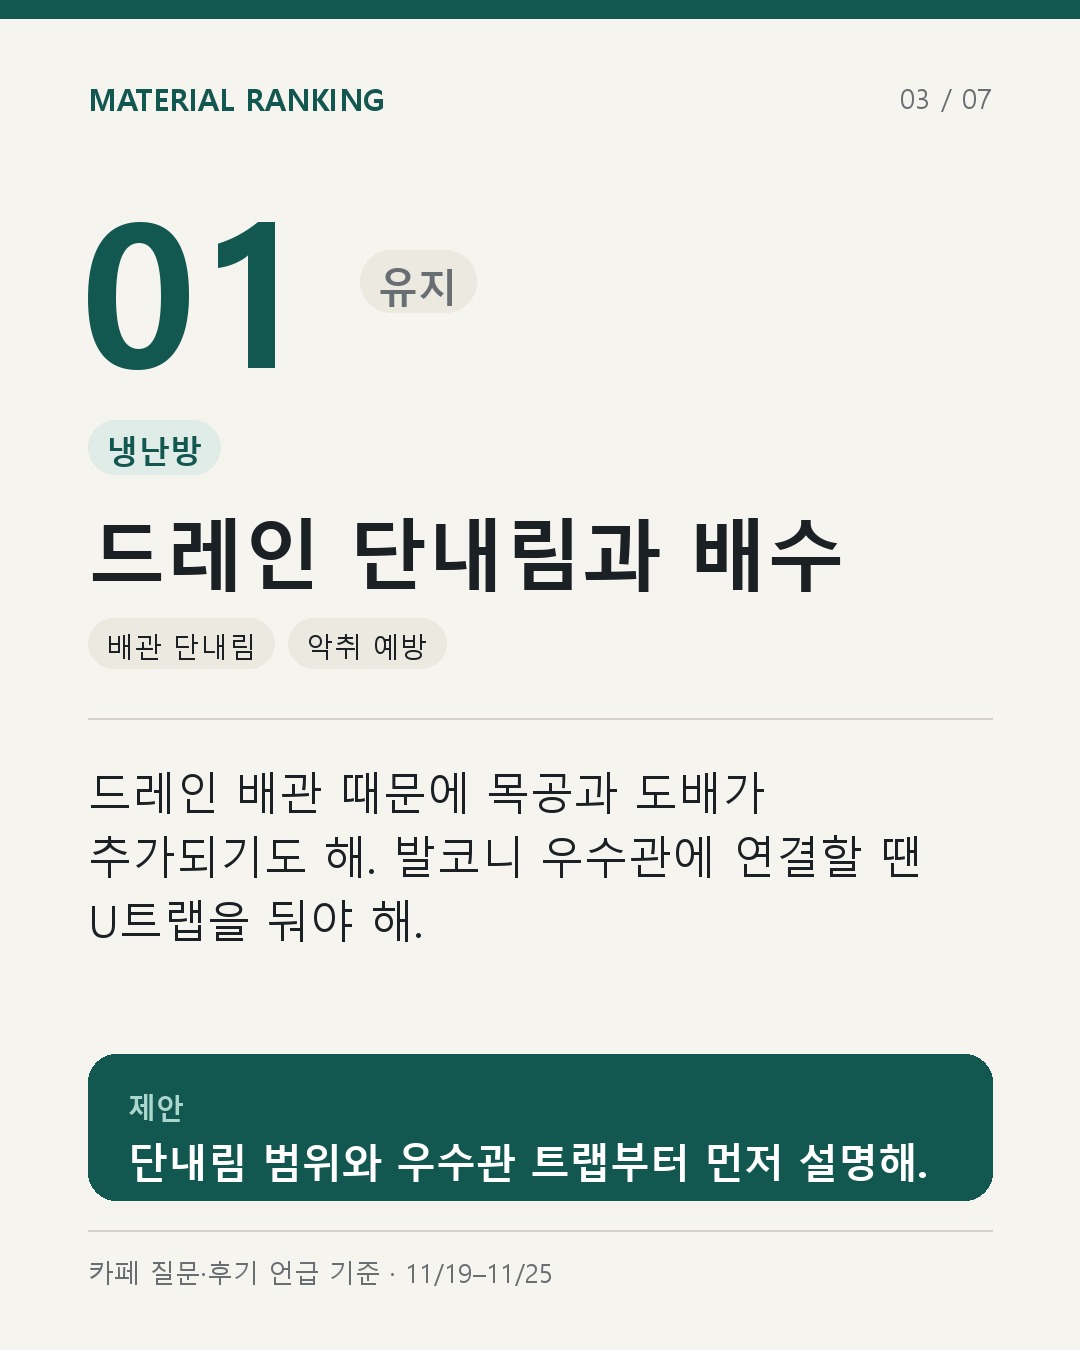 MATERIAL RANKING
03 / 07
01
유지
냉난방
드레인 단내림과 배수
배관 단내림
악취 예방
드레인 배관 때문에 목공과 도배가
추가되기도 해. 발코니 우수관에 연결할 땐
U트랩을 둬야 해.
제안
단내림 범위와 우수관 트랩부터 먼저 설명해.
카페 질문·후기 언급 기준 · 11/19–11/25